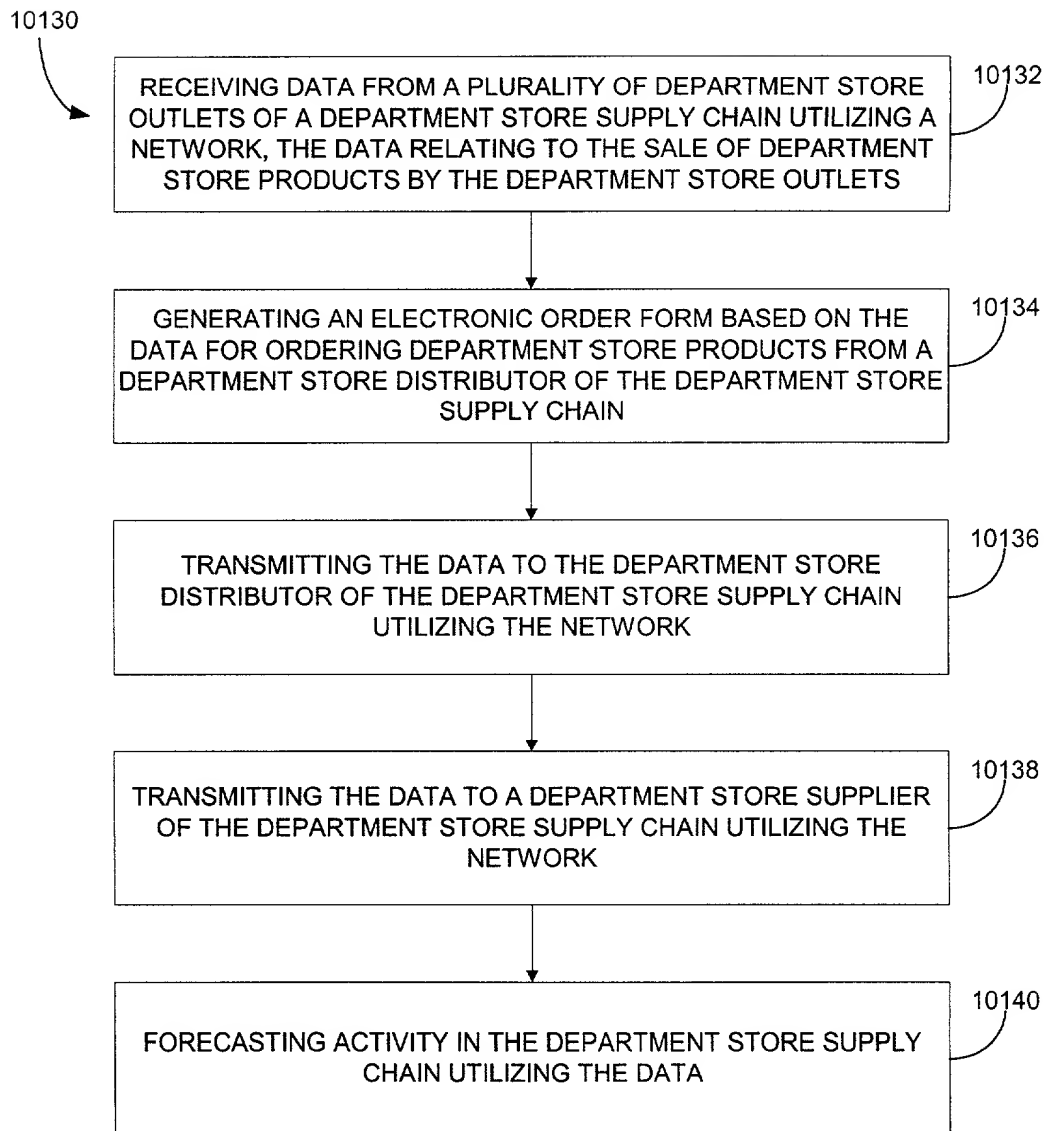 10130
10132
RECEIVING DATA FROM A PLURALITY OF DEPARTMENT STORE
OUTLETS OF A DEPARTMENT STORE SUPPLY CHAIN UTILIZING A
NETWORK, THE DATA RELATING TO THE SALE OF DEPARTMENT
STORE PRODUCTS BY THE DEPARTMENT STORE OUTLETS
10134
GENERATING AN ELECTRONIC ORDER FORM BASED ON THE
DATA FOR ORDERING DEPARTMENT STORE PRODUCTS FROM A
DEPARTMENT STORE DISTRIBUTOR OF THE DEPARTMENT STORE
SUPPLY CHAIN
10136
TRANSMITTING THE DATA TO THE DEPARTMENT STORE
DISTRIBUTOR OF THE DEPARTMENT STORE SUPPLY CHAIN
UTILIZING THE NETWORK
10138
TRANSMITTING THE DATA TO A DEPARTMENT STORE SUPPLIER
OF THE DEPARTMENT STORE SUPPLY CHAIN UTILIZING THE
NETWORK
10140
FORECASTING ACTIVITY IN THE DEPARTMENT STORE SUPPLY
CHAIN UTILIZING THE DATA